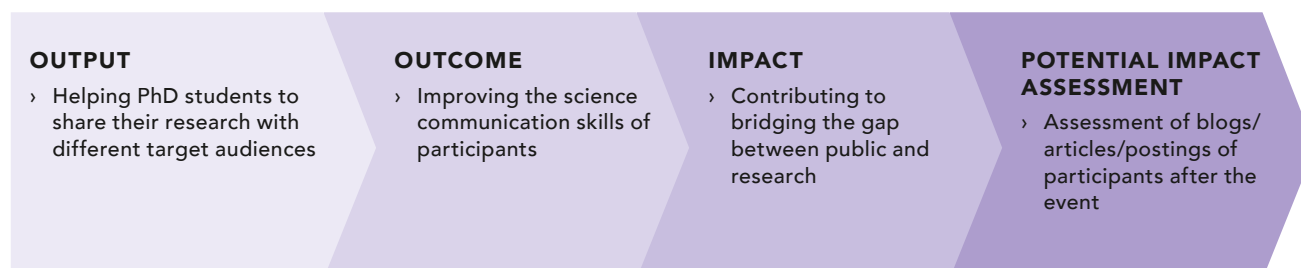 OUTPUT
› Helping PhD students to
share their research with
different target audiences
OUTCOME
› Improving the science
communication skills of
participants
IMPACT
› Contributing to
bridging the gap
between public and
research
POTENTIAL IMPACT
ASSESSMENT
› Assessment of blogs/
articles/postings of
participants after the
event